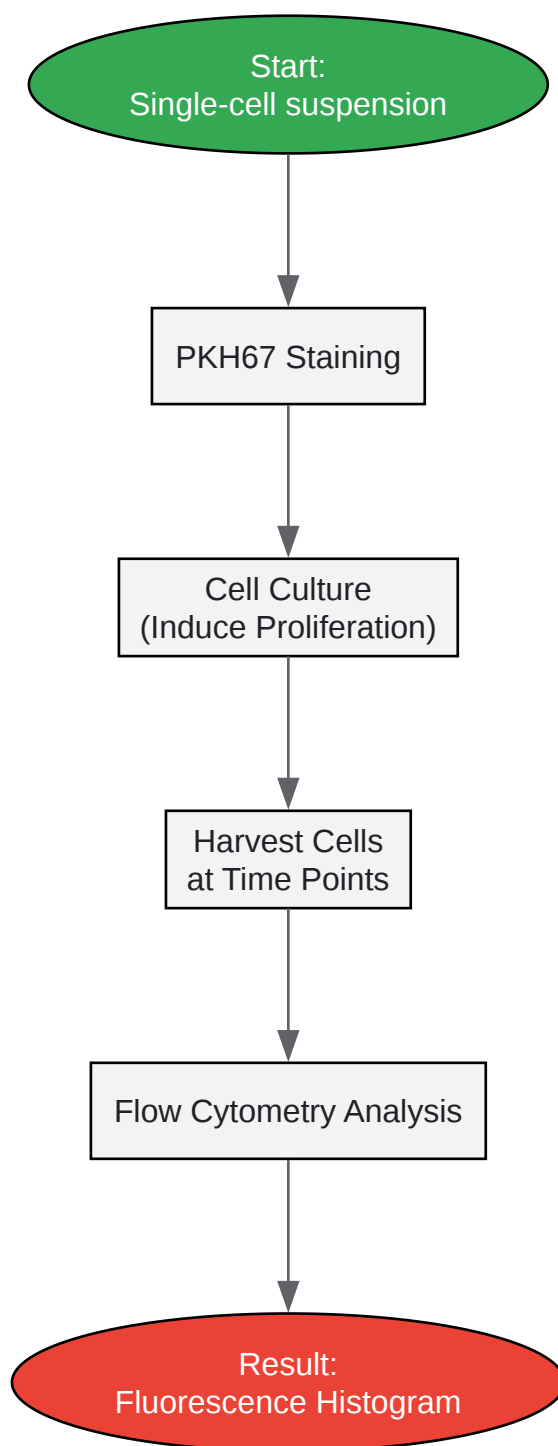 Start:
Single-cell suspension
PKH67 Staining
Cell Culture
(Induce Proliferation)
Harvest Cells
at Time Points
Flow Cytometry Analysis
Result:
Fluorescence Histogram